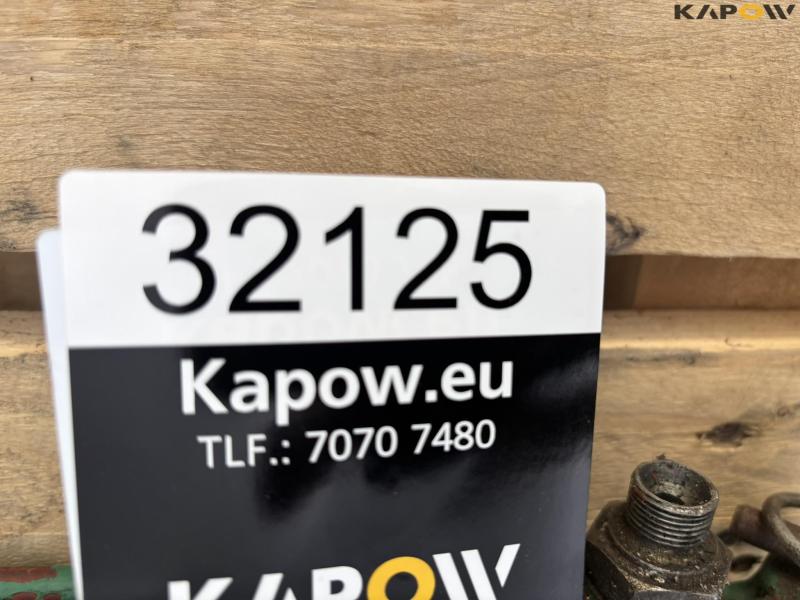 KAPOW
32125
Kapow.eu
TLF.: 7070 7480
KAPOW